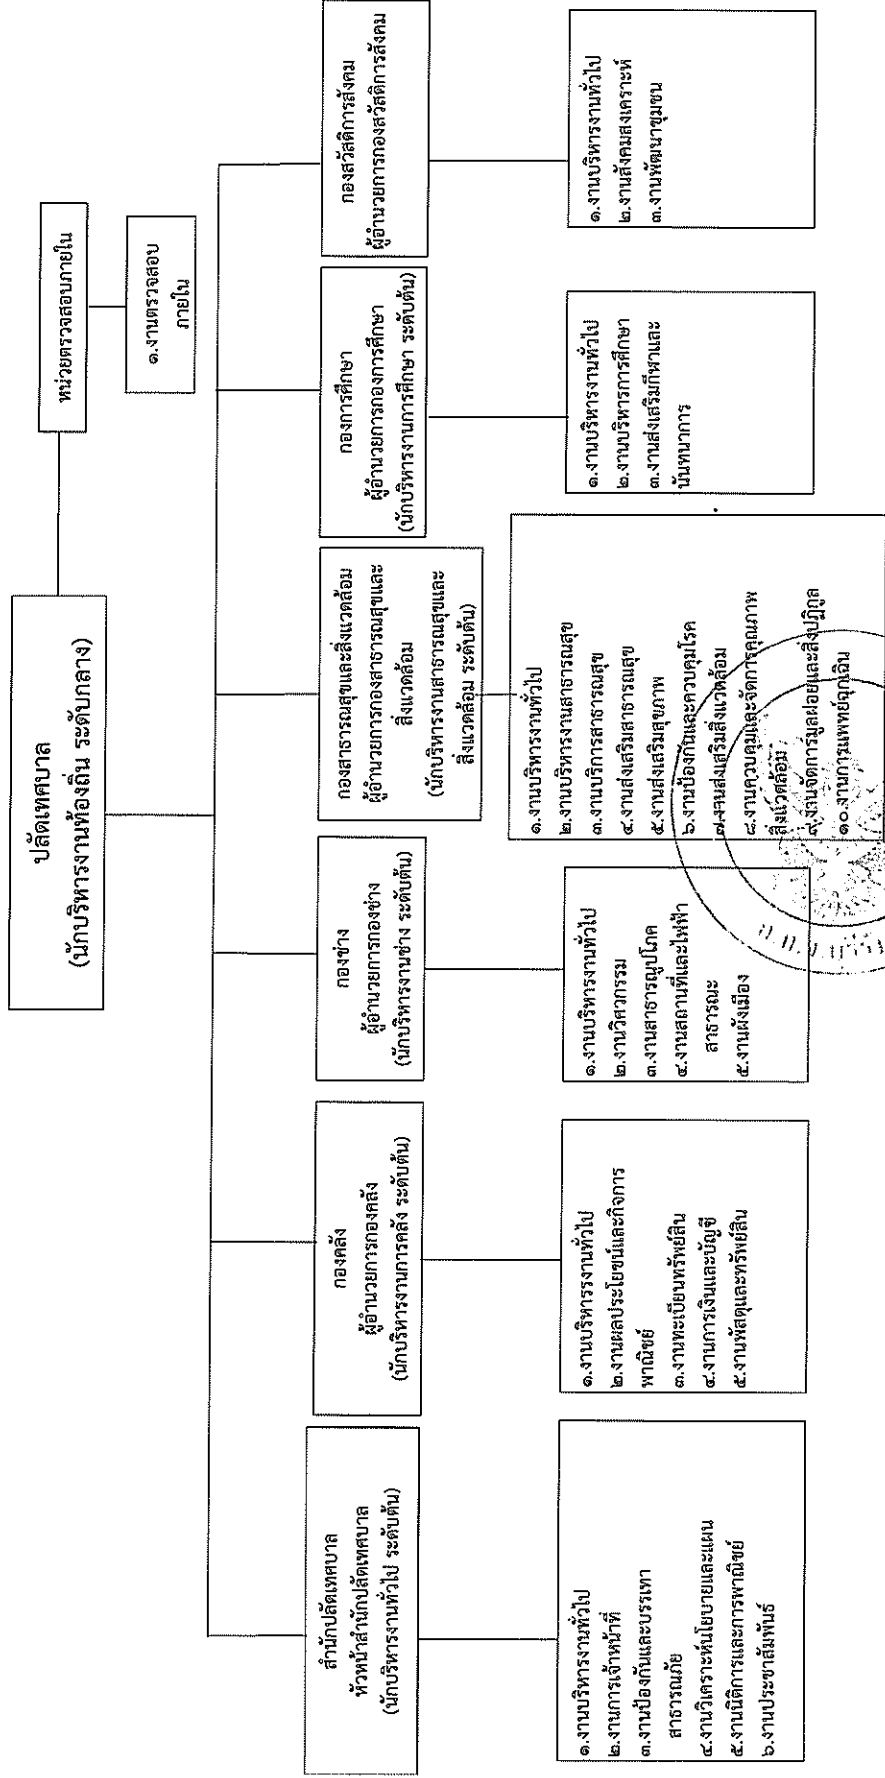 ปลัดเทศบาล
(นักบริหารงานท้องถิ่น ระดับกลาง)
หน่วยตรวจสอบภายใน
๑.งานตรวจสอบ
ภายใน
สำนักปลัดเทศบาล
หัวหน้าสำนักปลัดเทศบาล
(นักบริหารงานทั่วไป ระดับต้น)
๑.งานบริหารงานทั่วไป
๒.งานการเจ้าหน้าที่
๓.งานป้องกันและบรรเทา
สาธารณภัย
๔.งานวิเคราะห์นโยบายและแผน
๕.งานนิติการและการพาณิชย์
๖.งานประชาสัมพันธ์
กองคลัง
ผู้อำนวยการกองคลัง
(นักบริหารงานการคลัง ระดับต้น)
๑.งานบริหารรงานทั่วไป
๒.งานผลประโยชน์และกิจการ
พาณิชย์
๓.งานทะเบียนทรัพย์สิน
๔.งานการเงินและบัญชี
๕.งานพัสดุและทรัพย์สิน
กองช่าง
ผู้อำนวยการกองช่าง
(นักบริหารงานช่าง ระดับต้น)
๑.งานบริหารงานทั่วไป
๒.งานวิศวกรรม
๓.งานสาธารณูปโภค
๔.งานสถานที่และไฟฟ้า
สาธารณะ
๕.งานผังเมือง
กองสาธารณสุขและสิ่งแวดล้อม
ผู้อำนวยการกองสาธารณสุขและ
สิ่งแวดล้อม
(นักบริหารงานสาธารณสุขและ
สิ่งแวดล้อม ระดับต้น)
๑.งานบริหารงานทั่วไป
๒.งานบริหารงานสาธารณสุข
๓.งานบริการสาธารณสุข
๔.งานส่งเสริมสาธารณสุข
๕.งานส่งเสริมสุขภาพ
๖.งานป้องกันและควบคุมโรค
๗.งานส่งเสริมสิ่งแวดล้อม
๘.งานควบคุมและจัดการคุณภาพ
สิ่งแวดล้อม
๙.งานจัดการมูลฝอยและสิ่งปฏิกูล
๑๐.งานการแพทย์ฉุกเฉิน
กองการศึกษา
ผู้อำนวยการกองการศึกษา
(นักบริหารงานการศึกษา ระดับต้น)
๑.งานบริหารงานทั่วไป
๒.งานบริหารการศึกษา
๓.งานส่งเสริมกีฬาและ
นันทนาการ
กองสวัสดิการสังคม
ผู้อำนวยการกองสวัสดิการสังคม
๑.งานบริหารงานทั่วไป
๒.งานสังคมสงเคราะห์
๓.งานพัฒนาชุมชน